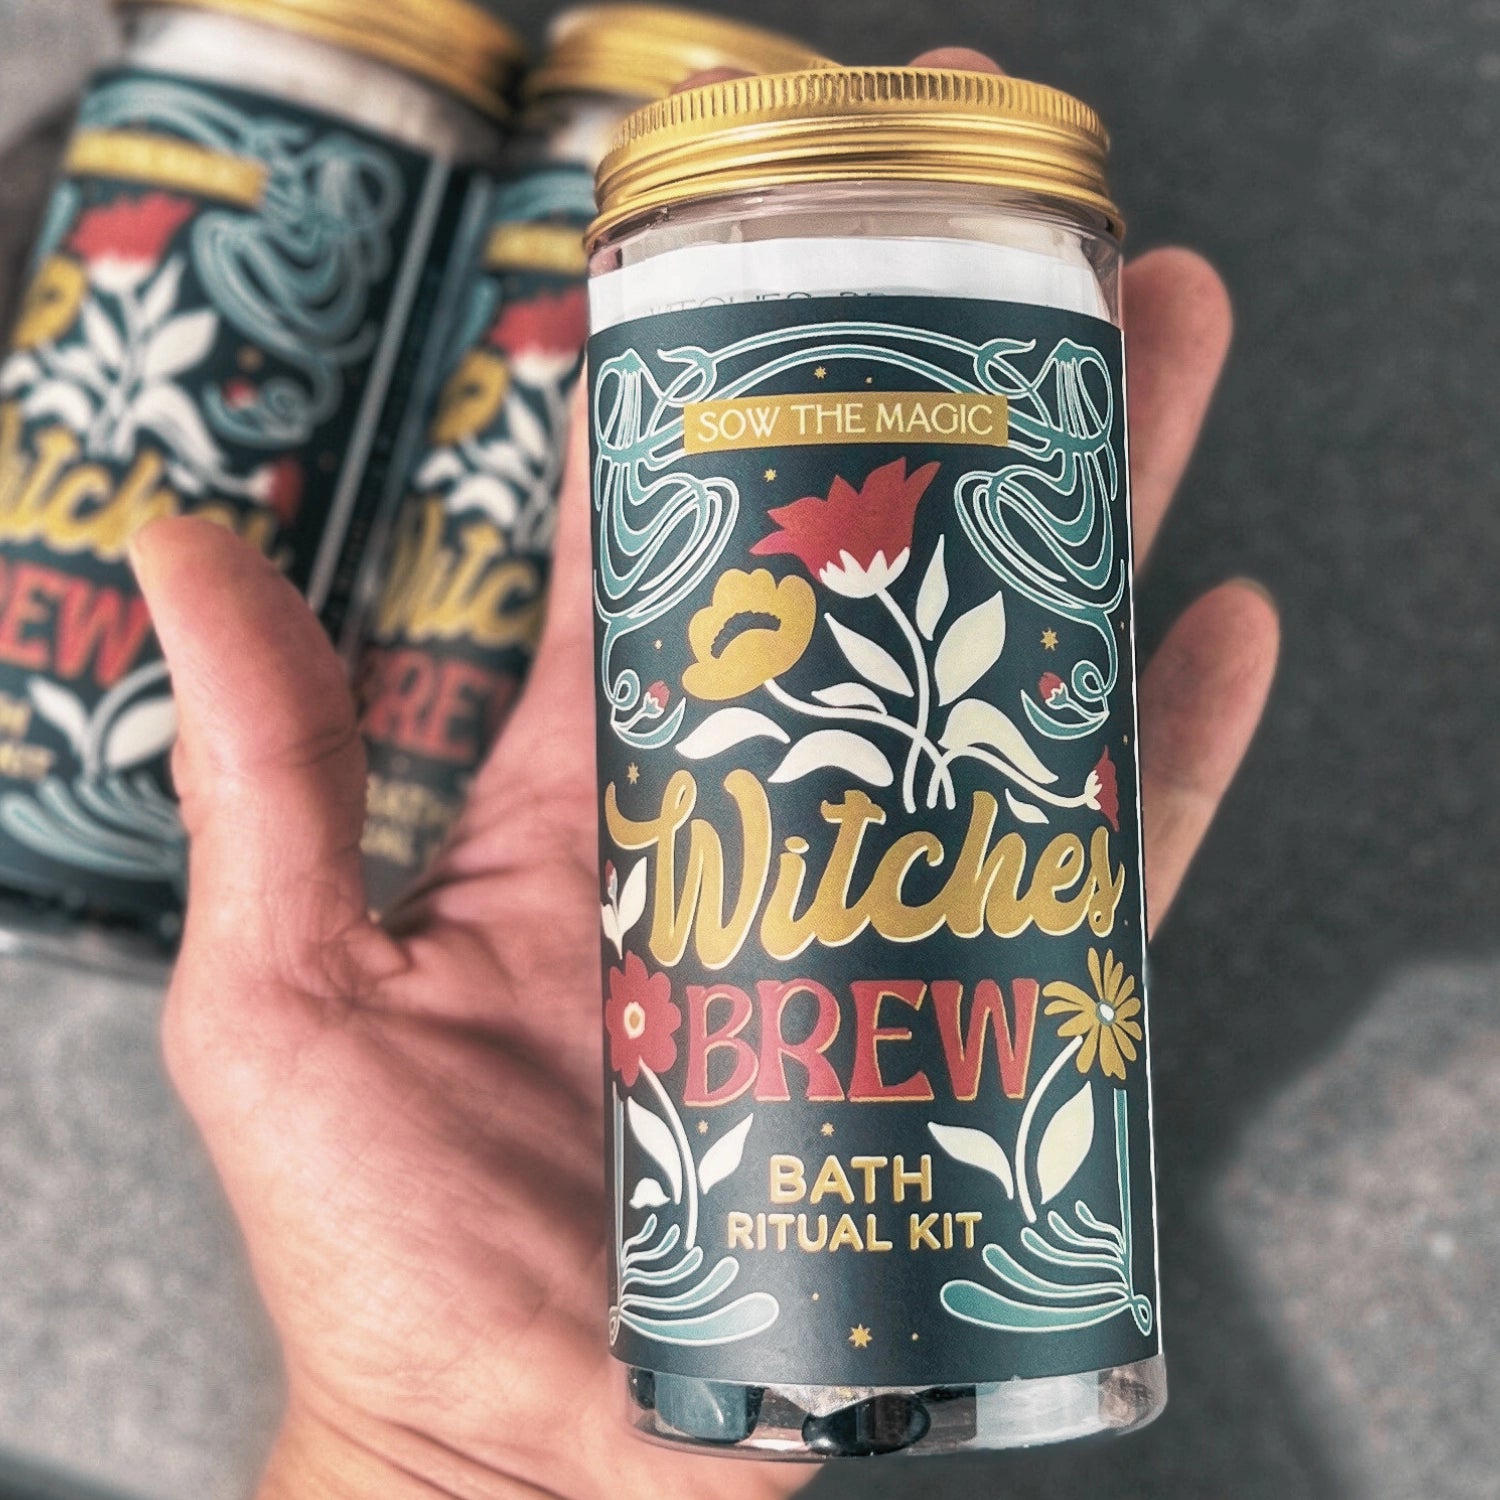 SOW THE MAGIC
Witches
BREW
BATH
RITUAL KIT